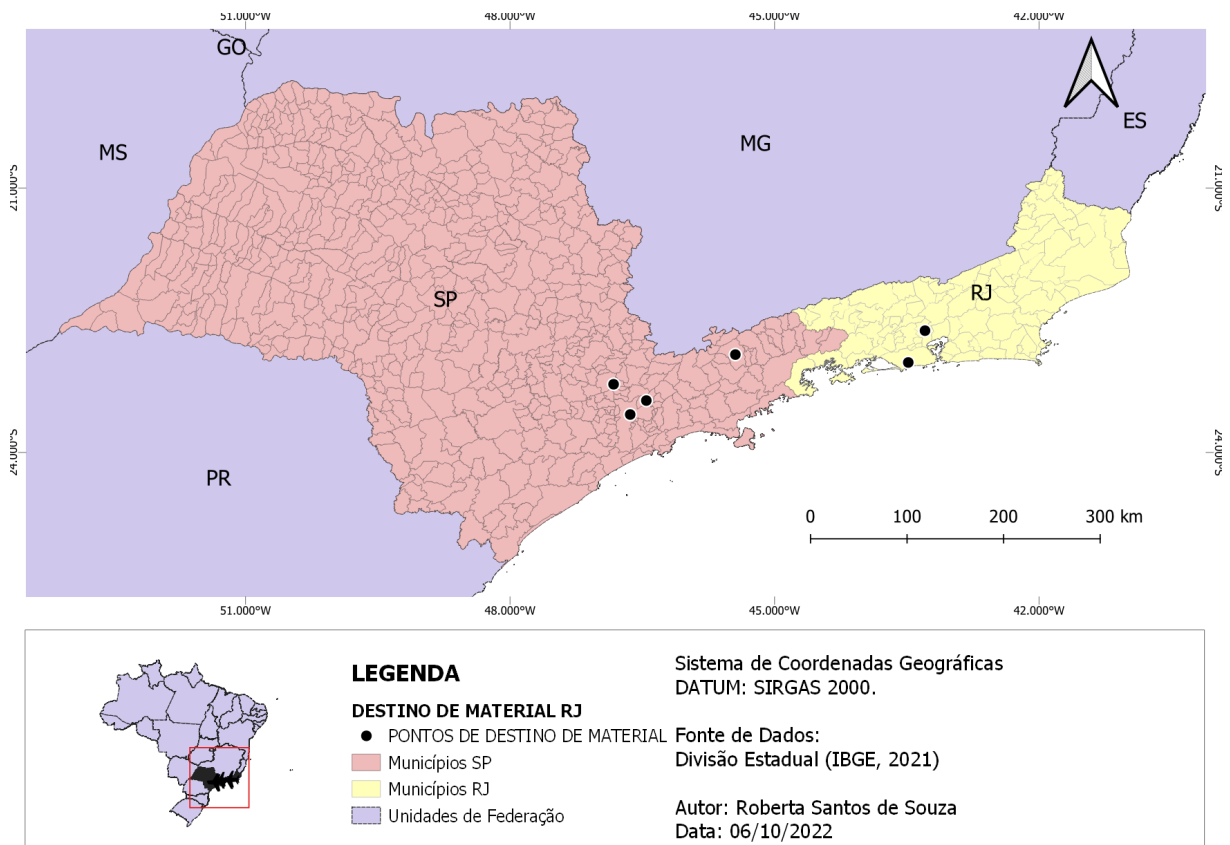 51.000°W 48.000°W 45.000°W 42.000°W
GO
ES
MG
MS
21.000°S 21.000°S
RJ
SP
24.000°S 24.000°S
PR
0 100 200 300 km
51.000°W 48.000°W 45.000°W 42.000°W
LEGENDA
DESTINO DE MATERIAL RJ
PONTOS DE DESTINO DE MATERIAL
Municípios SP
Municípios RJ
Unidades de Federação
Sistema de Coordenadas Geográficas
DATUM: SIRGAS 2000.
Fonte de Dados:
Divisão Estadual (IBGE, 2021)
Autor: Roberta Santos de Souza
Data: 06/10/2022